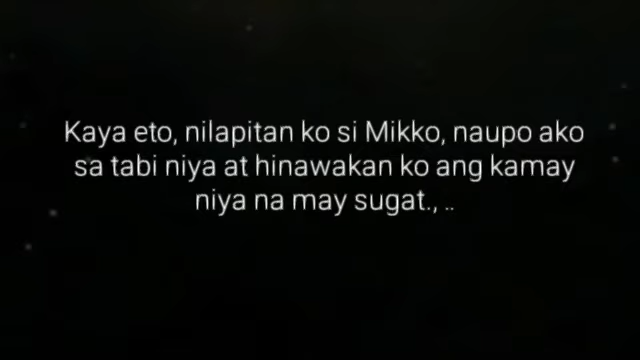 Kaya eto, nilapitan ko si Mikko, naupo ako
sa tabi niya at hinawakan ko ang kamay
niya na may sugat., ..